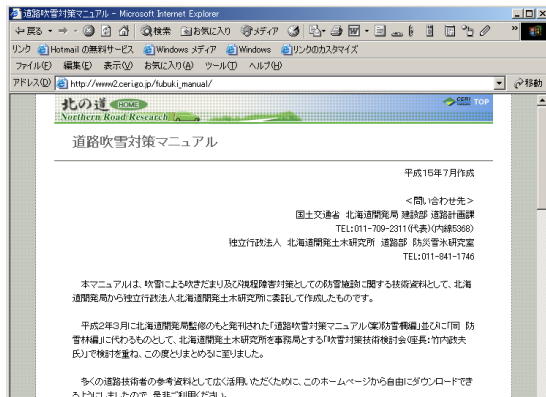 道路吹雪対策マニュアル - Microsoft Internet Explorer
戻る 検索 お気に入り メディア
リンク Hotmail の無料サービス Windows メディア Windows リンクのカスタマイズ
ファイル(F) 編集(E) 表示(V) お気に入り(A) ツール(T) ヘルプ(H)
アドレス(D) http://www2.ceri.go.jp/fubuki_manual/ 移動
北の道 HOME CERI TOP
Northern Road Research
道路吹雪対策マニュアル
平成15年7月作成
<問い合わせ先>
国土交通省 北海道開発局 建設部 道路計画課
TEL:011-709-2311(代表)(内線5368)
独立行政法人 北海道開発土木研究所 道路部 防災雪氷研究室
TEL:011-841-1746
本マニュアルは、吹雪による吹きだまり及び視程障害対策としての防雪施設に関する技術資料として、北海
道開発局から独立行政法人北海道開発土木研究所に委託して作成したものです。
平成2年3月に北海道開発局監修のもと発刊された「道路吹雪対策マニュアル(案)防雪柵編」並びに「同 防
雪林編」に代わるものとして、北海道開発土木研究所を事務局とする「吹雪対策技術検討会(座長:竹内政夫
氏)」で検討を重ね、この度とりまとめるに至りました。
多くの道路技術者の参考資料として広く活用いただくために、このホームページから自由にダウンロードでき
るようにしましたので、是非ご利用ください。